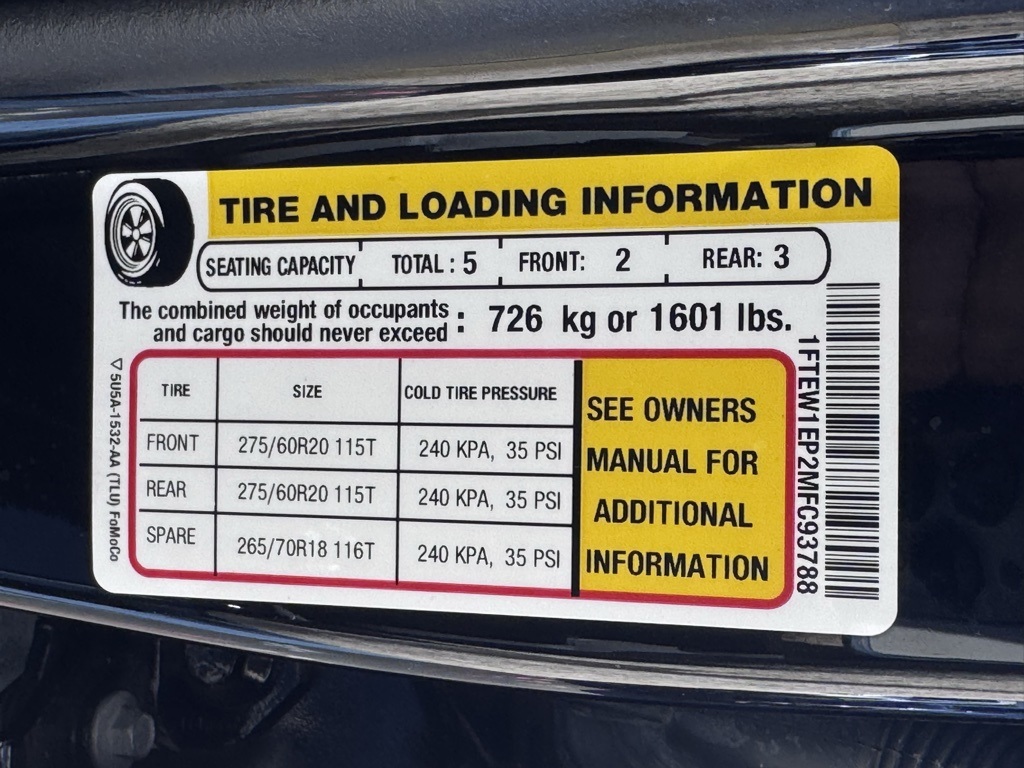 TIRE AND LOADING INFORMATION
SEATING CAPACITY TOTAL : 5 FRONT: 2 REAR: 3
The combined weight of occupants
and cargo should never exceed : 726 kg or 1601 lbs.
TIRE SIZE COLD TIRE PRESSURE
FRONT 275/60R20 115T 240 KPA, 35 PSI
REAR 275/60R20 115T 240 KPA, 35 PSI
SPARE 265/70R18 116T 240 KPA, 35 PSI
SEE OWNERS
MANUAL FOR
ADDITIONAL
INFORMATION
1FTEW1EP2MFC93788
5U5A-1532-AA (TLU) FoMoCo